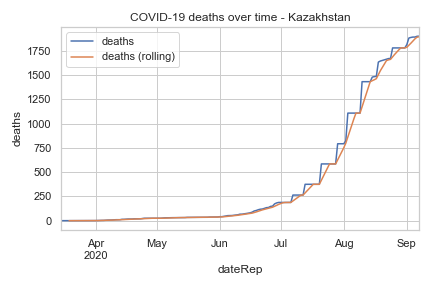 COVID-19 deaths over time - Kazakhstan
deaths
deaths (rolling)
1750
1500
1250
1000
750
500
250
0
deaths
Apr May Jun Jul Aug Sep
2020
dateRep